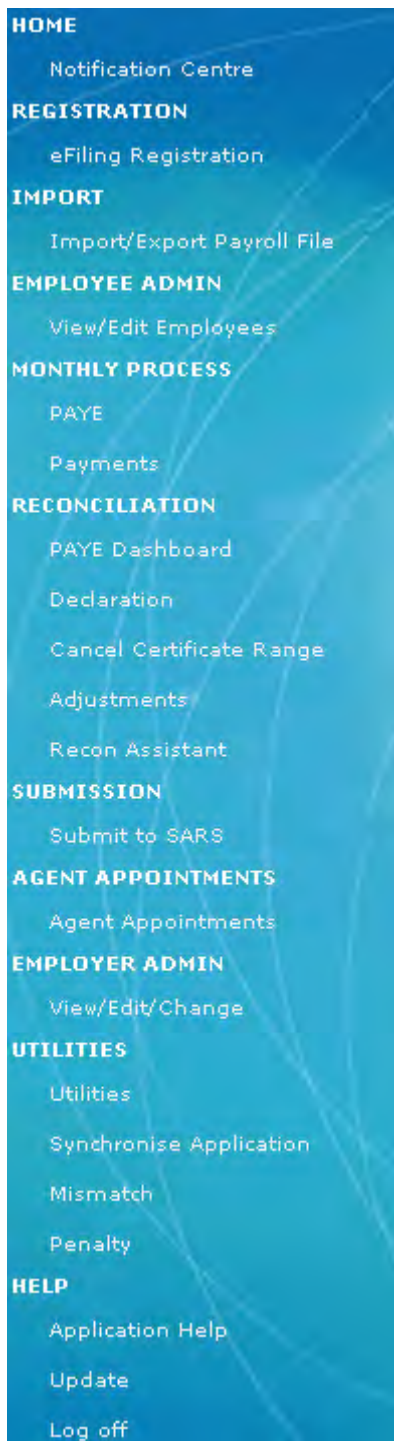 HOME
Notification Centre
REGISTRATION
eFiling Registration
IMPORT
Import/Export Payroll File
EMPLOYEE ADMIN
View/Edit Employees
MONTHLY PROCESS
PAYE
Payments
RECONCILIATION
PAYE Dashboard
Declaration
Cancel Certificate Range
Adjustments
Recon Assistant
SUBMISSION
Submit to SARS
AGENT APPOINTMENTS
Agent Appointments
EMPLOYER ADMIN
View/Edit/Change
UTILITIES
Utilities
Synchronise Application
Mismatch
Penalty
HELP
Application Help
Update
Log off